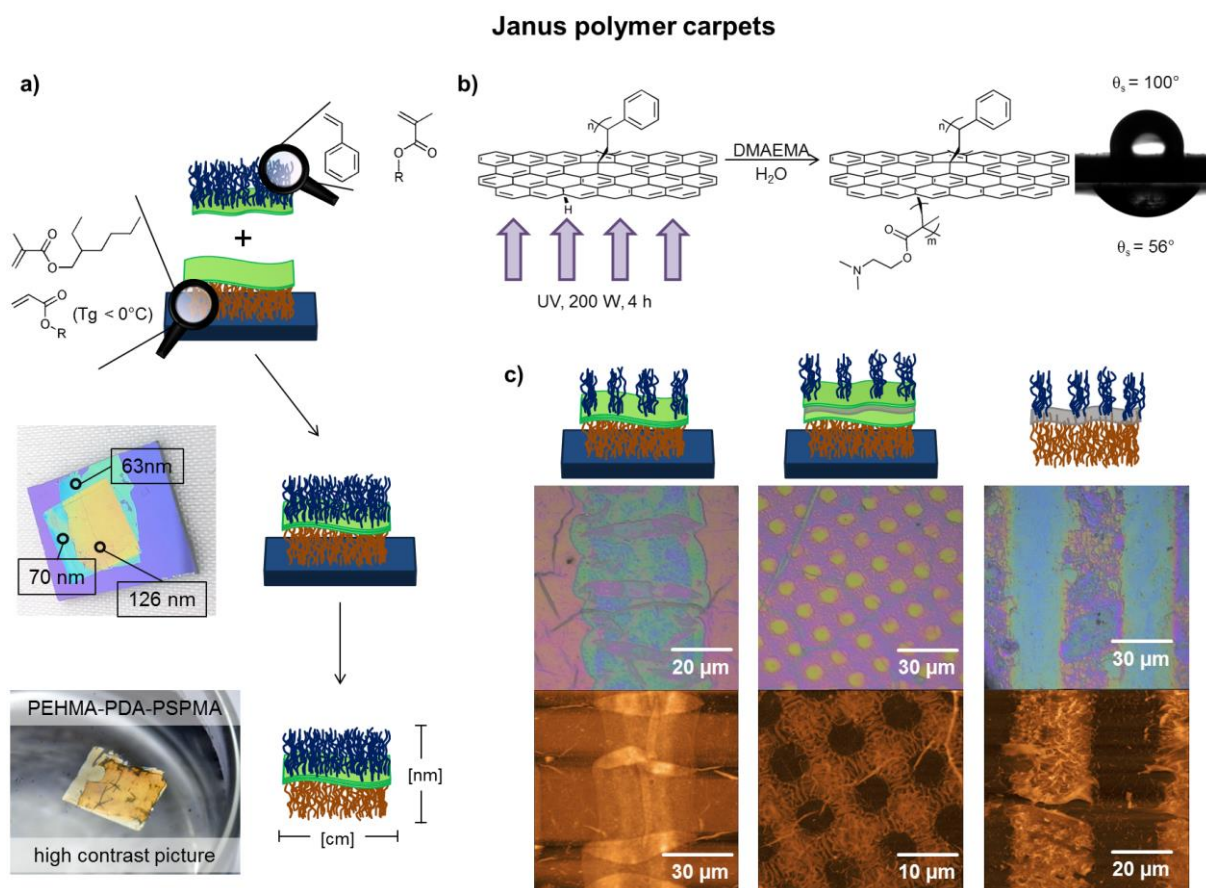 Janus polymer carpets
a)
O
O
R
+
O
O
O
O
R
(Tg < 0°C)
63nm
70 nm
126 nm
PEHMA-PDA-PSPMA
high contrast picture
[nm]
[cm]
b)
n
H
UV, 200 W, 4 h
DMAEMA
H₂O
n
O
O
N
m
θₛ = 100°
θₛ = 56°
c)
20 µm
30 µm
30 µm
30 µm
10 µm
20 µm